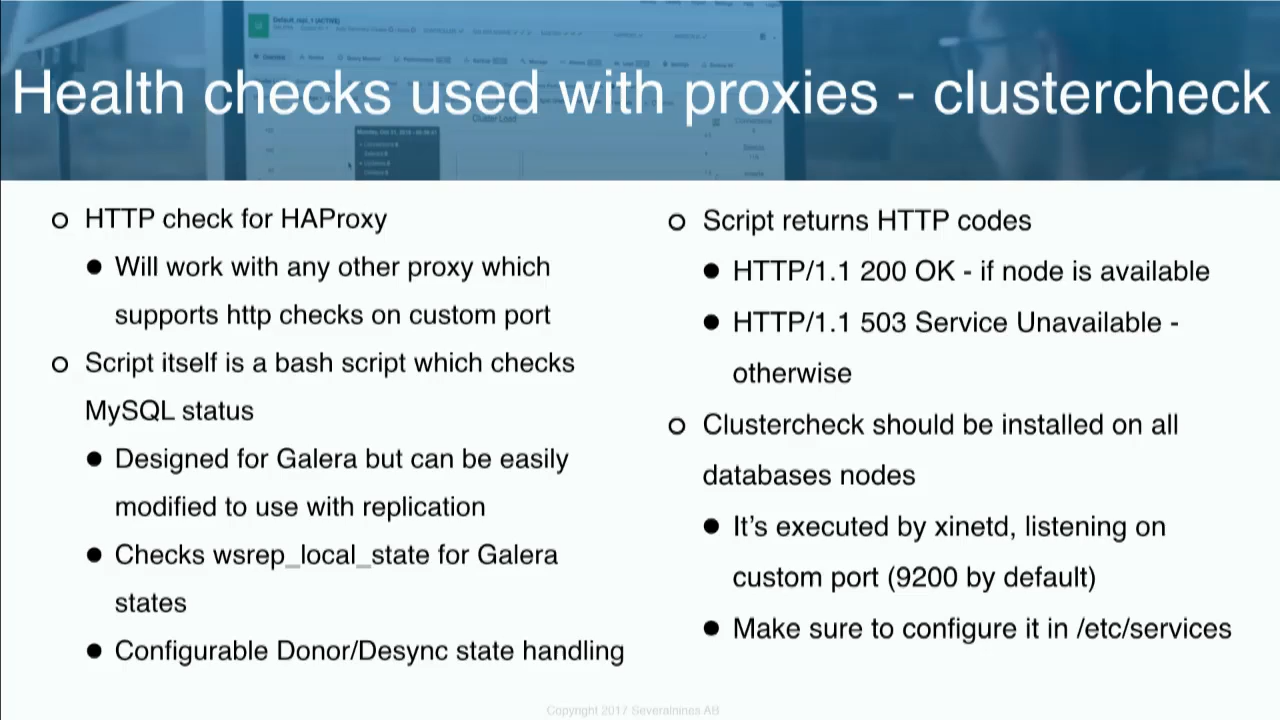 Default_repl_1 (ACTIVE)
Health checks used with proxies - clustercheck
Cluster Load
HTTP check for HAProxy
Will work with any other proxy which
supports http checks on custom port
Script itself is a bash script which checks
MySQL status
Designed for Galera but can be easily
modified to use with replication
Checks wsrep_local_state for Galera
states
Configurable Donor/Desync state handling
Script returns HTTP codes
HTTP/1.1 200 OK - if node is available
HTTP/1.1 503 Service Unavailable -
otherwise
Clustercheck should be installed on all
databases nodes
It’s executed by xinetd, listening on
custom port (9200 by default)
Make sure to configure it in /etc/services
Copyright 2017 Severalnines AB